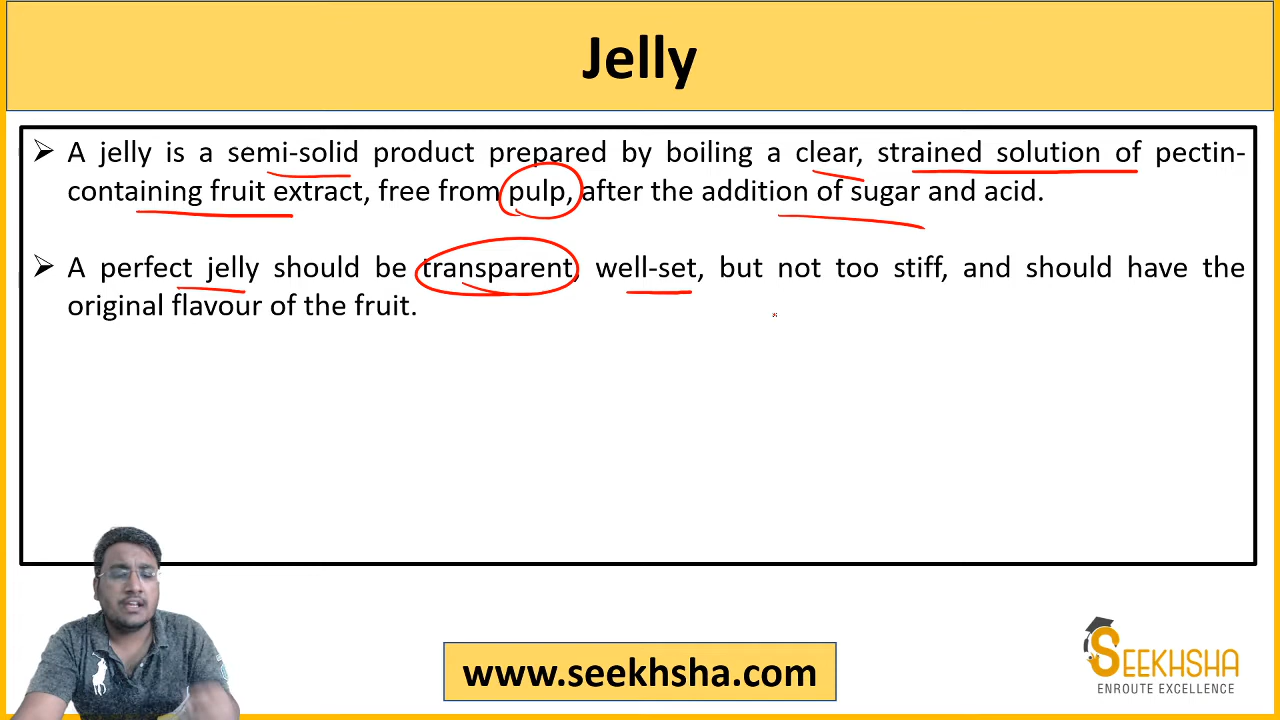 Jelly
➢ A jelly is a semi-solid product prepared by boiling a clear, strained solution of pectin-
containing fruit extract, free from pulp, after the addition of sugar and acid.
➢ A perfect jelly should be transparent, well-set, but not too stiff, and should have the
original flavour of the fruit.
www.seekhsha.com
SEEKHSHA
ENROUTE EXCELLENCE